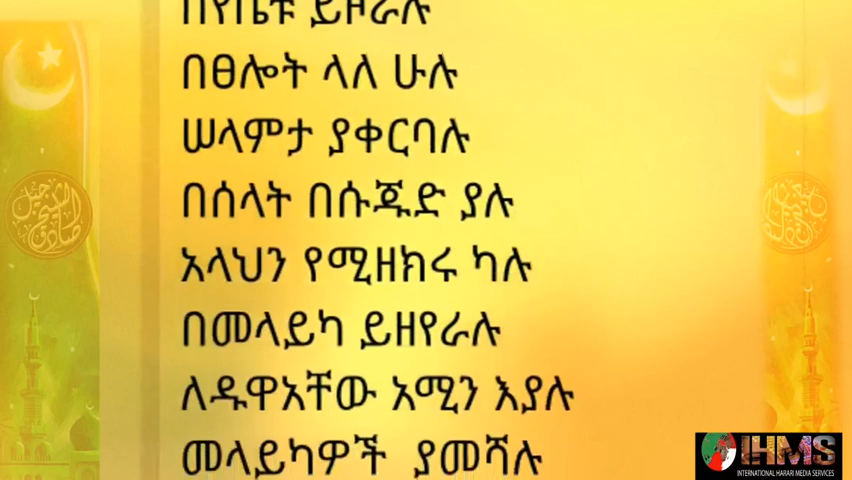 በየቤቱ ይዞራሉ
በፀሎት ላለ ሁሉ
ሠላምታ ያቀርባሉ
በሰላት በሱጁድ ያሉ
አላህን የሚዘክሩ ካሉ
በመላይካ ይዘየራሉ
ለዱዋአቸው አሚን እያሉ
መላይካዎች ያመሻሉ
IHMS
INTERNATIONAL HARARI MEDIA SERVICES